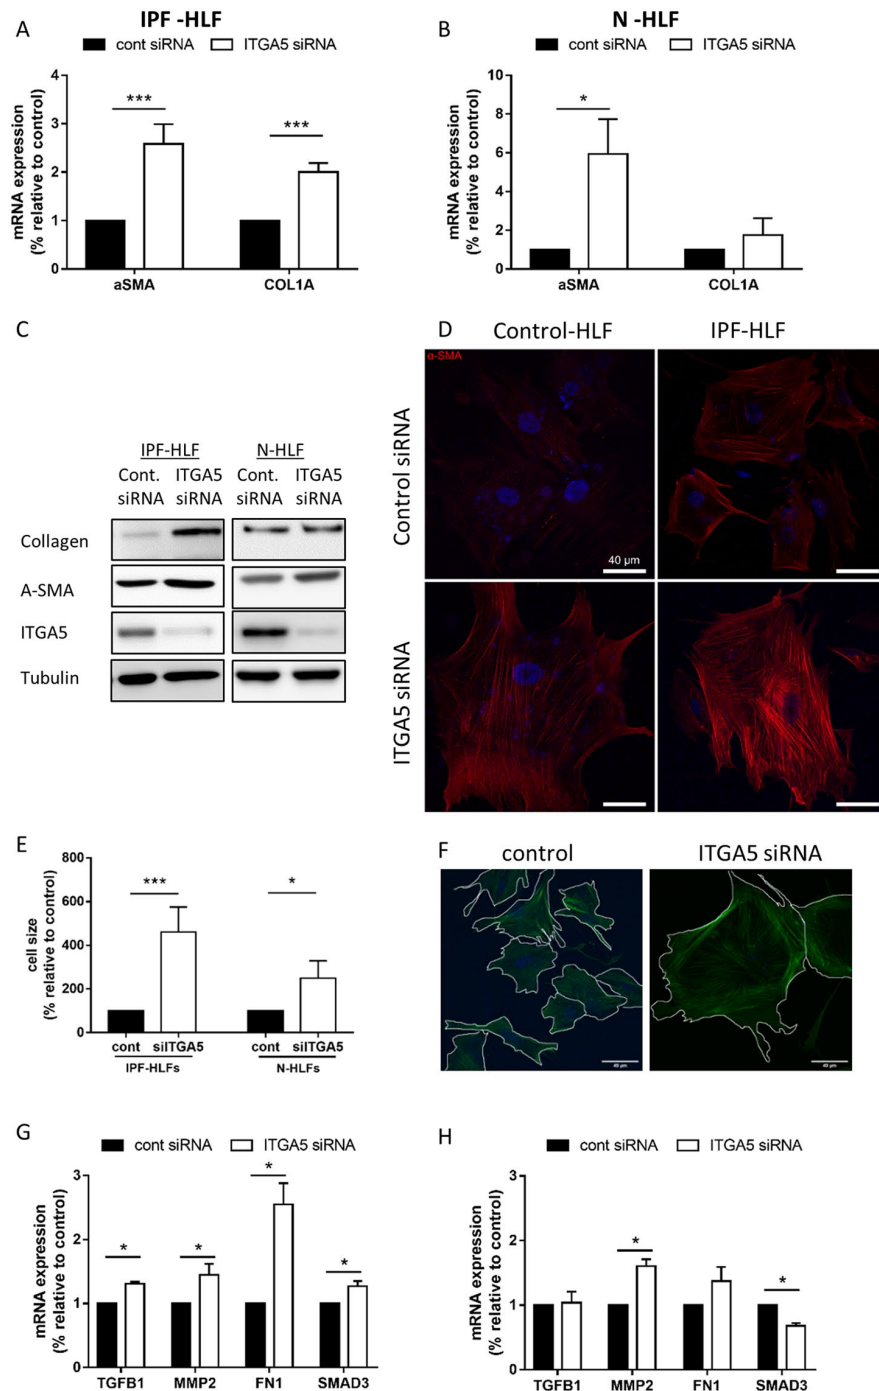 A
IPF -HLF
cont siRNA ITGA5 siRNA
mRNA expression
(% relative to control)
4
3
2
1
0
***
***
aSMA COL1A
B
N -HLF
cont siRNA ITGA5 siRNA
mRNA expression
(% relative to control)
10
8
6
4
2
0
*
aSMA COL1A
C
IPF-HLF N-HLF
Cont. ITGA5 Cont. ITGA5
siRNA siRNA siRNA siRNA
Collagen
A-SMA
ITGA5
Tubulin
D
Control-HLF IPF-HLF
α-SMA
Control siRNA
40 µm
ITGA5 siRNA
E
cell size
(% relative to control)
800
600
400
200
0
***
*
cont siITGA5 cont siITGA5
IPF-HLFs N-HLFs
F
control ITGA5 siRNA
40 µm 40 µm
G
cont siRNA ITGA5 siRNA
mRNA expression
(% relative to control)
3
2
1
0
*
*
*
*
TGFB1 MMP2 FN1 SMAD3
H
cont siRNA ITGA5 siRNA
mRNA expression
(% relative to control)
3
2
1
0
*
*
TGFB1 MMP2 FN1 SMAD3